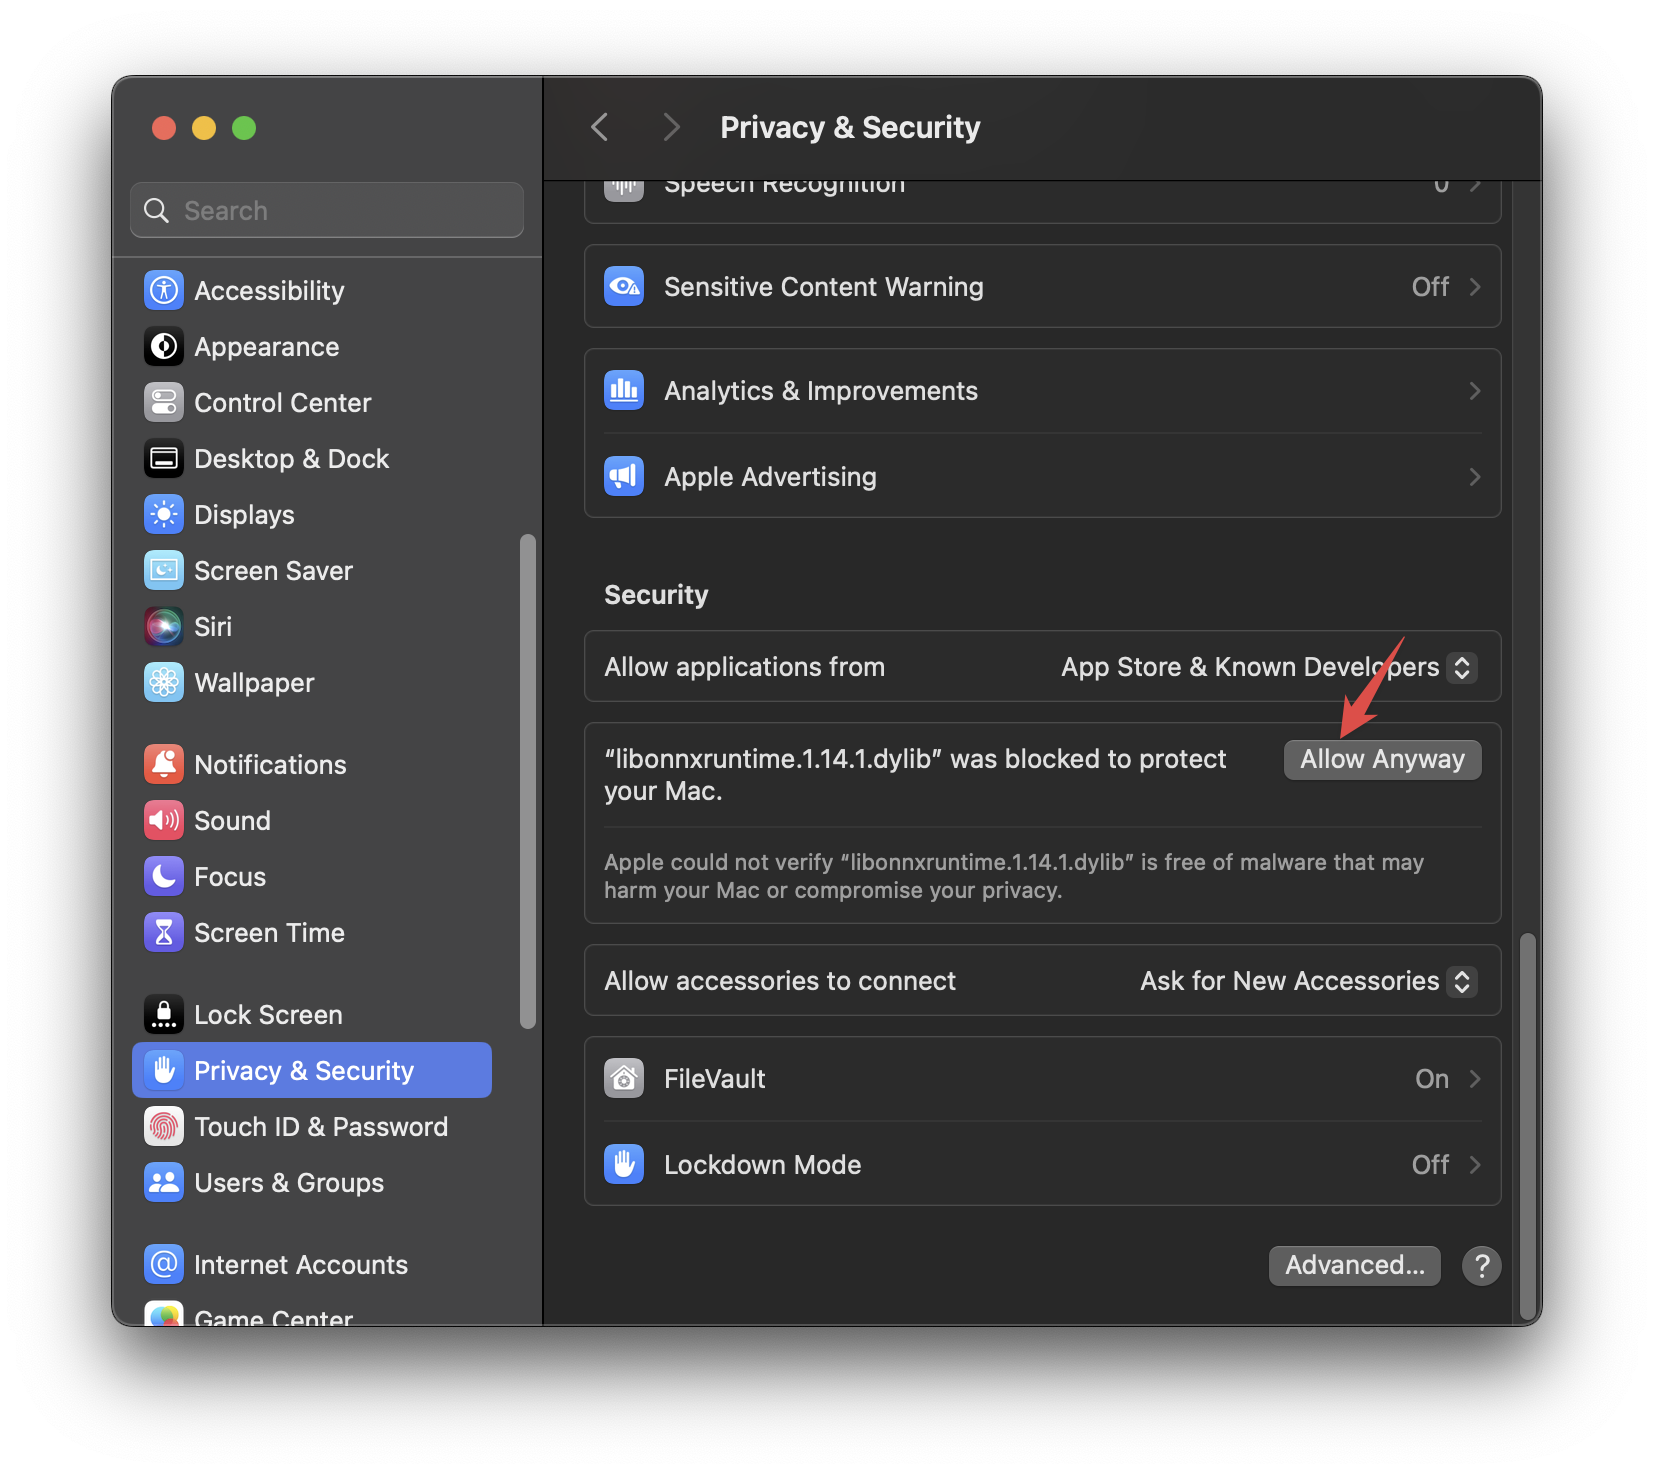 Search
Accessibility
Appearance
Control Center
Desktop & Dock
Displays
Screen Saver
Siri
Wallpaper
Notifications
Sound
Focus
Screen Time
Lock Screen
Privacy & Security
Touch ID & Password
Users & Groups
Internet Accounts
Game Center
Privacy & Security
Speech Recognition 0
Sensitive Content Warning Off
Analytics & Improvements
Apple Advertising
Security
Allow applications from App Store & Known Developers
“libonnxruntime.1.14.1.dylib” was blocked to protect Allow Anyway
your Mac.
Apple could not verify “libonnxruntime.1.14.1.dylib” is free of malware that may
harm your Mac or compromise your privacy.
Allow accessories to connect Ask for New Accessories
FileVault On
Lockdown Mode Off
Advanced... ?